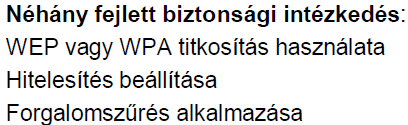 Néhány fejlett biztonsági intézkedés:
WEP vagy WPA titkosítás használata
Hitelesítés beállítása
Forgalomszűrés alkalmazása